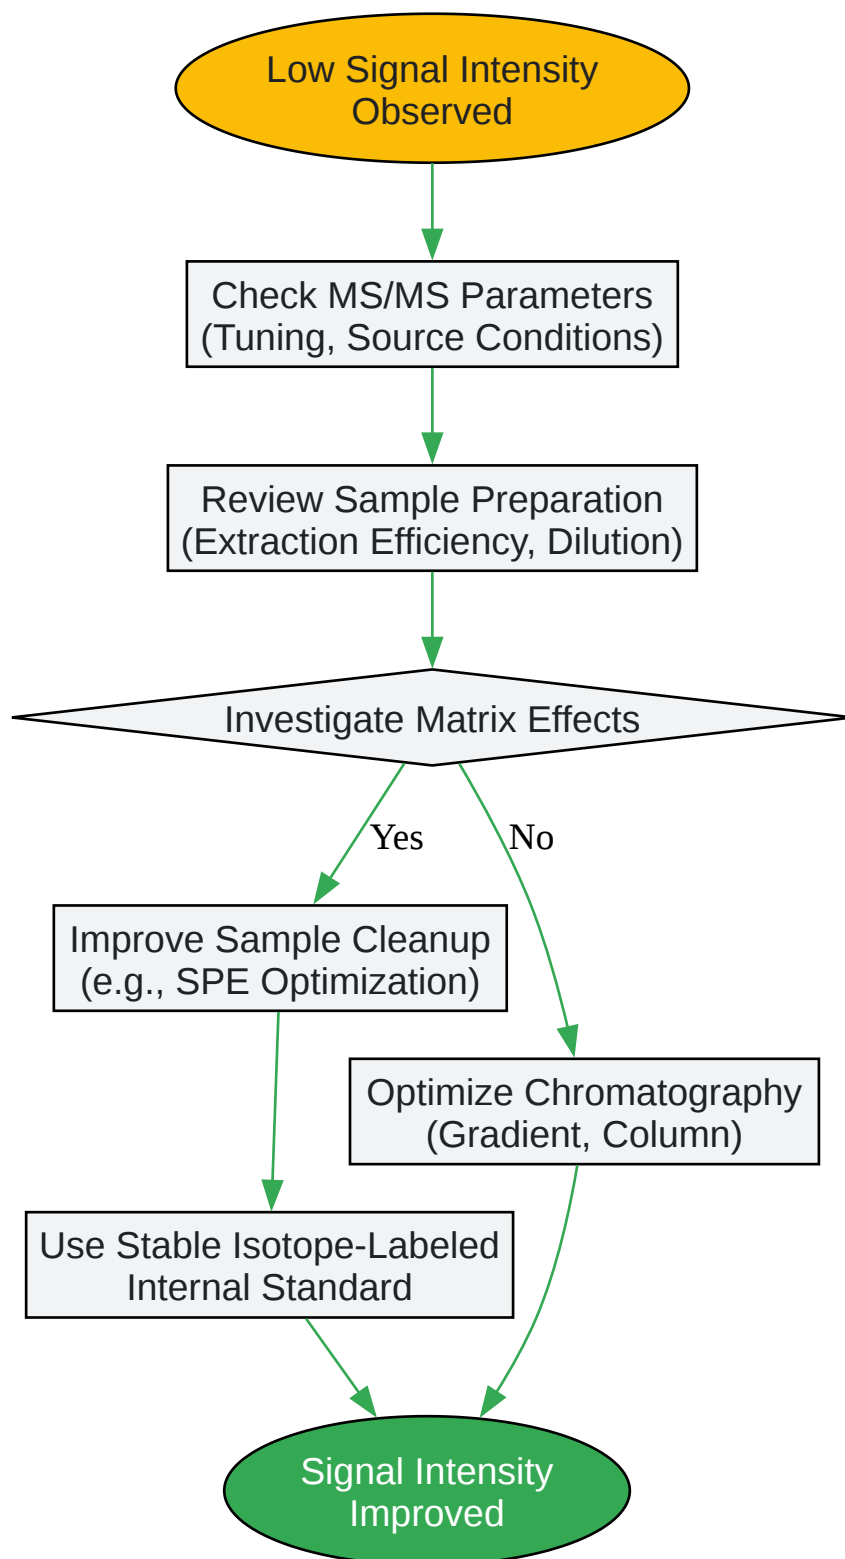 Low Signal Intensity
Observed
Check MS/MS Parameters
(Tuning, Source Conditions)
Review Sample Preparation
(Extraction Efficiency, Dilution)
Investigate Matrix Effects
Yes
No
Improve Sample Cleanup
(e.g., SPE Optimization)
Optimize Chromatography
(Gradient, Column)
Use Stable Isotope-Labeled
Internal Standard
Signal Intensity
Improved